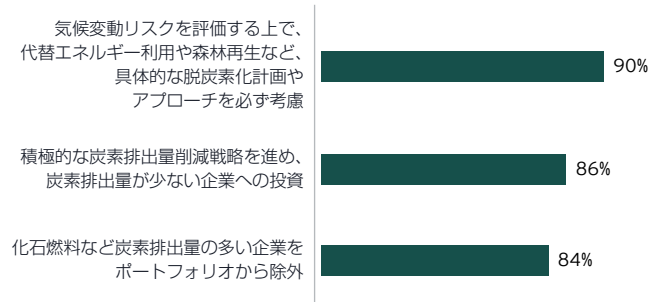 気候変動リスクを評価する上で、
代替エネルギー利用や森林再生など、
具体的な脱炭素化計画や
アプローチを必ず考慮
90%
積極的な炭素排出量削減戦略を進め、
炭素排出量が少ない企業への投資
86%
化石燃料など炭素排出量の多い企業を
ポートフォリオから除外
84%